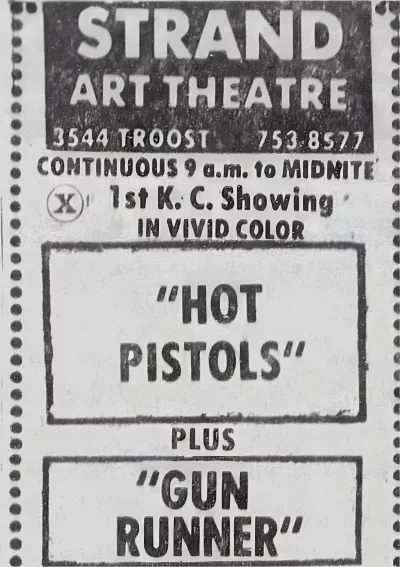 STRAND
ART THEATRE
3544 TROOST 753-8577
CONTINUOUS 9 a.m. to MIDNITE
X 1st K. C. Showing
IN VIVID COLOR
"HOT
PISTOLS"
PLUS
"GUN
RUNNER"